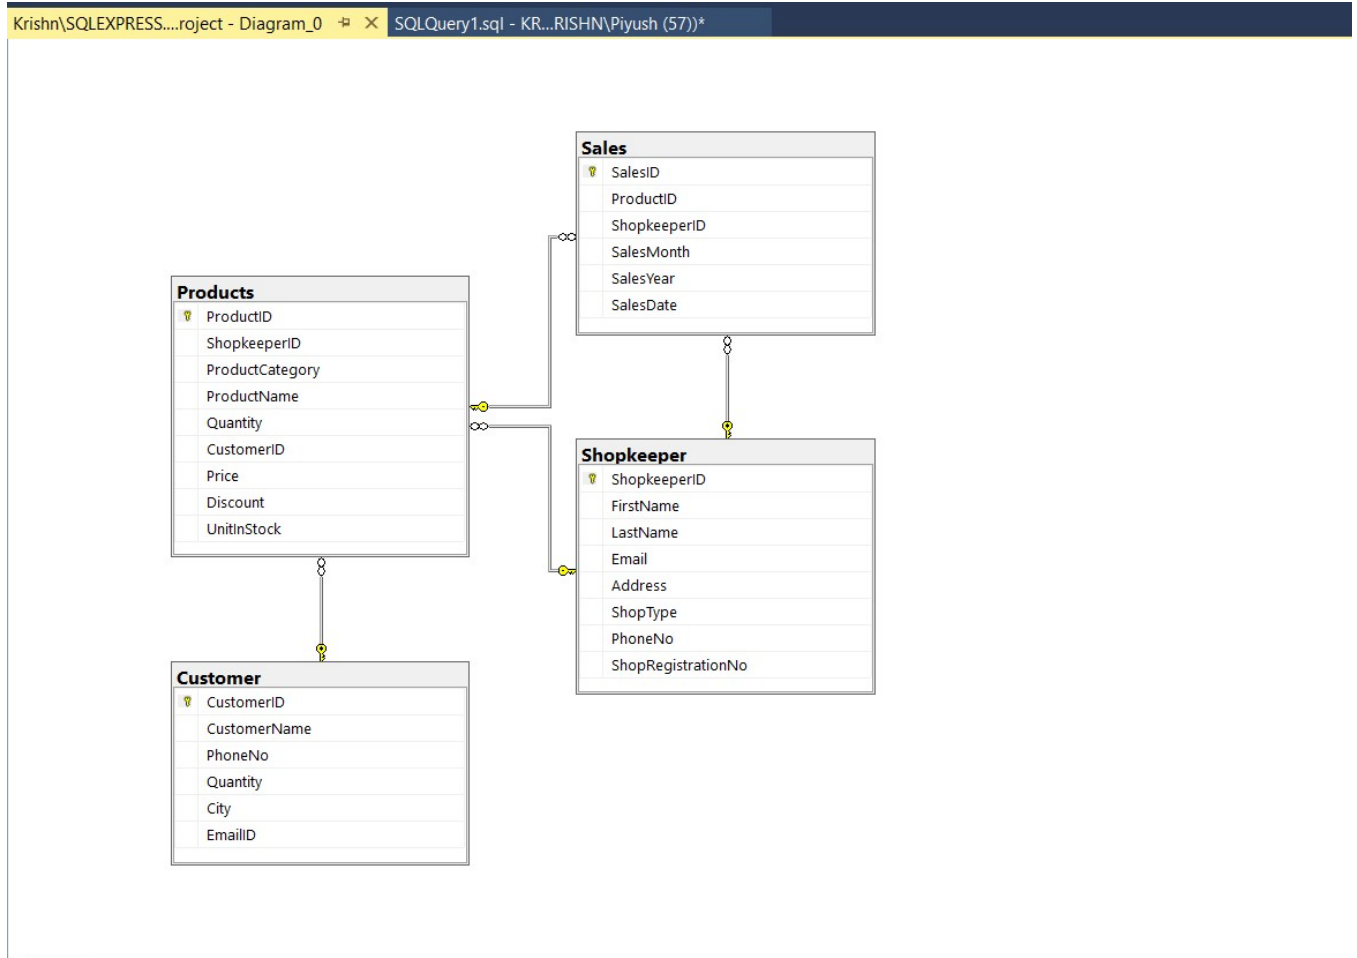 Krishn\SQLEXPRESS....roject - Diagram_0
SQLQuery1.sql - KR...RISHN\Piyush (57))*
Sales
SalesID
ProductID
ShopkeeperID
SalesMonth
SalesYear
SalesDate
Products
ProductID
ShopkeeperID
ProductCategory
ProductName
Quantity
CustomerID
Price
Discount
UnitInStock
Shopkeeper
ShopkeeperID
FirstName
LastName
Email
Address
ShopType
PhoneNo
ShopRegistrationNo
Customer
CustomerID
CustomerName
PhoneNo
Quantity
City
EmailID